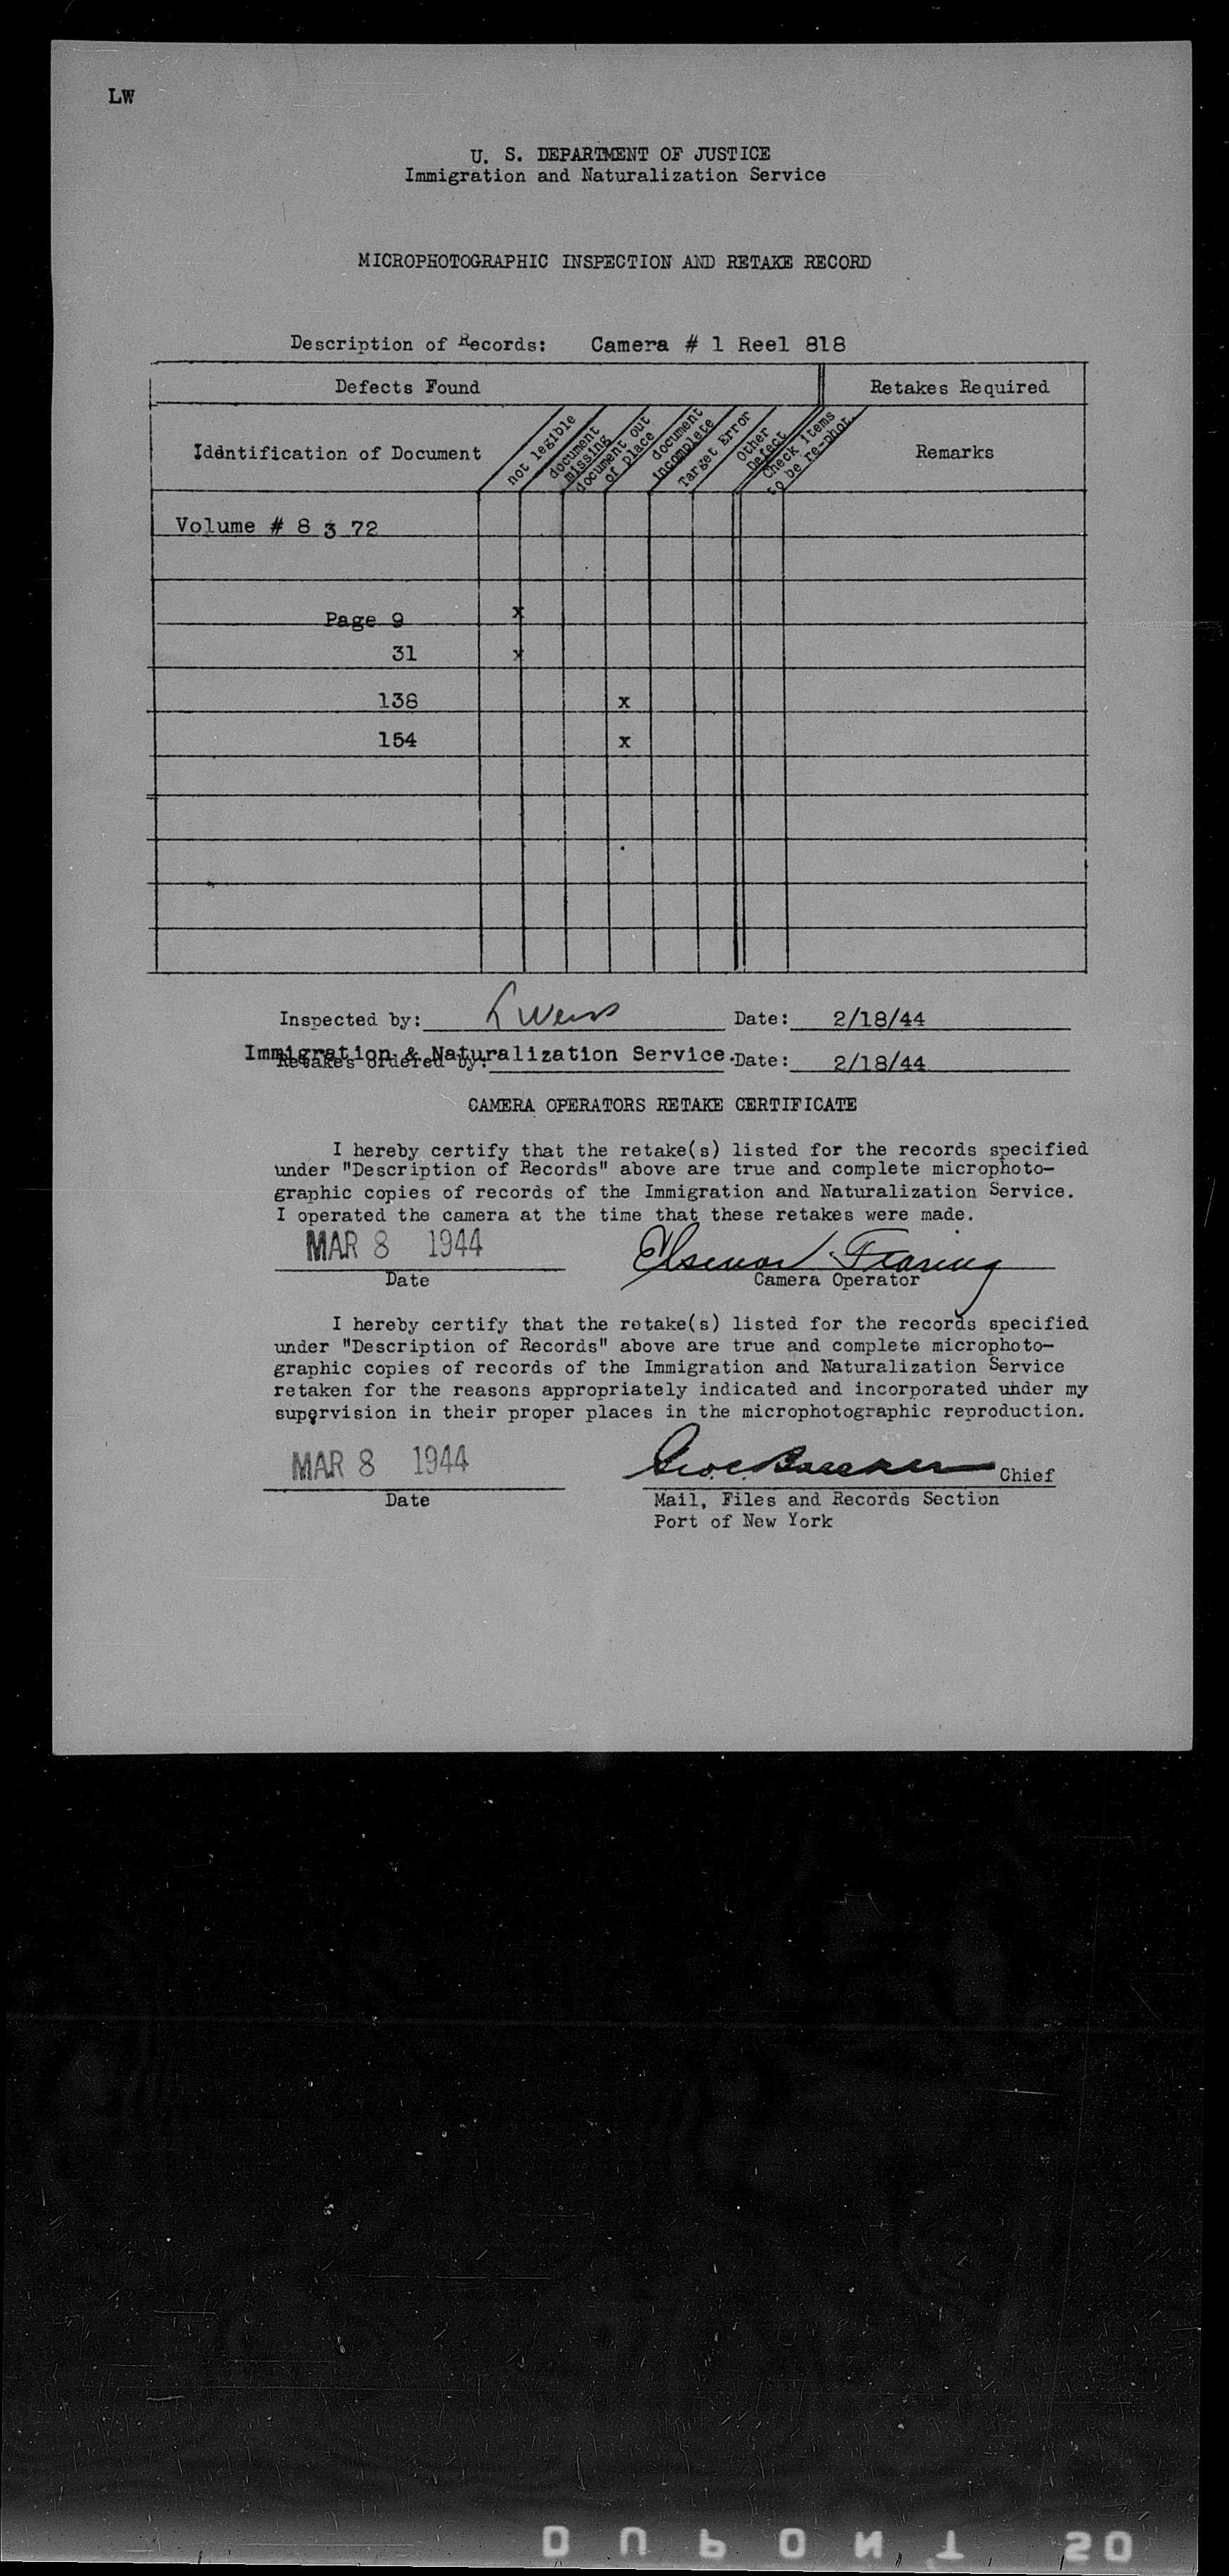 LW
U. S. DEPARTMENT OF JUSTICE
Immigration and Naturalization Service
MICROPHOTOGRAPHIC INSPECTION AND RETAKE RECORD
Description of Records: Camera # 1 Reel 818
Defects Found
Retakes Required
Identification of Document
not legible
document missing
document out of place
document incomplete
Target Error
Other Defect
Check items to be re-phot.
Remarks
Volume # 8 3 72
Page 9 x
31 x
138 x
154 x
Inspected by: L Weiss Date: 2/18/44
Immigration & Naturalization Service.
Retakes ordered by: Date: 2/18/44
CAMERA OPERATORS RETAKE CERTIFICATE
I hereby certify that the retake(s) listed for the records specified
under "Description of Records" above are true and complete microphoto-
graphic copies of records of the Immigration and Naturalization Service.
I operated the camera at the time that these retakes were made.
MAR 8 1944
Date
Camera Operator
I hereby certify that the retake(s) listed for the records specified
under "Description of Records" above are true and complete microphoto-
graphic copies of records of the Immigration and Naturalization Service
retaken for the reasons appropriately indicated and incorporated under my
supervision in their proper places in the microphotographic reproduction.
MAR 8 1944
Date
Chief
Mail, Files and Records Section
Port of New York
DUPONT 50